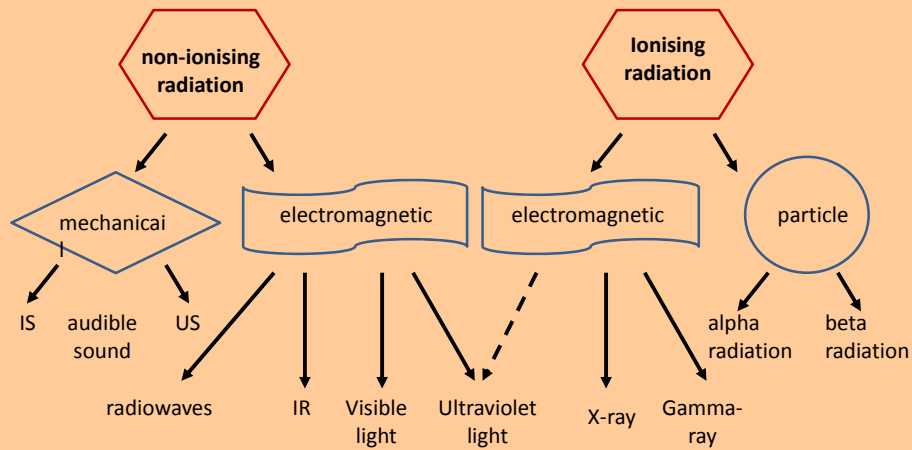 non-ionising
radiation
Ionising
radiation
mechanicai
l
electromagnetic
electromagnetic
particle
IS
audible
sound
US
alpha
radiation
beta
radiation
radiowaves
IR
Visible
light
Ultraviolet
light
X-ray
Gamma-
ray